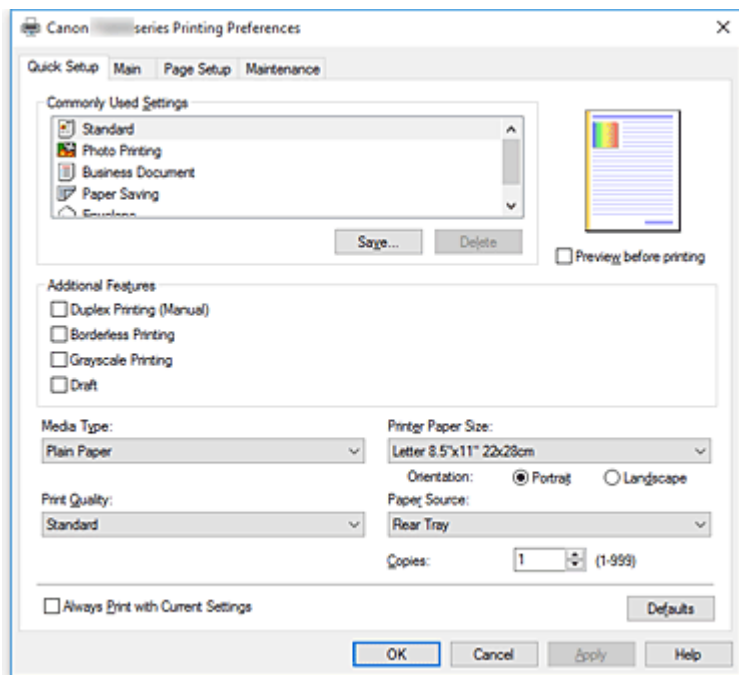 Canon series Printing Preferences
Quick Setup Main Page Setup Maintenance
Commonly Used Settings
Standard
Photo Printing
Business Document
Paper Saving
Envelope
Save... Delete
Preview before printing
Additional Features
Duplex Printing (Manual)
Borderless Printing
Grayscale Printing
Draft
Media Type: Printer Paper Size:
Plain Paper Letter 8.5"x11" 22x28cm
Orientation: Portrait Landscape
Print Quality: Paper Source:
Standard Rear Tray
Copies: 1 (1-999)
Always Print with Current Settings Defaults
OK Cancel Apply Help